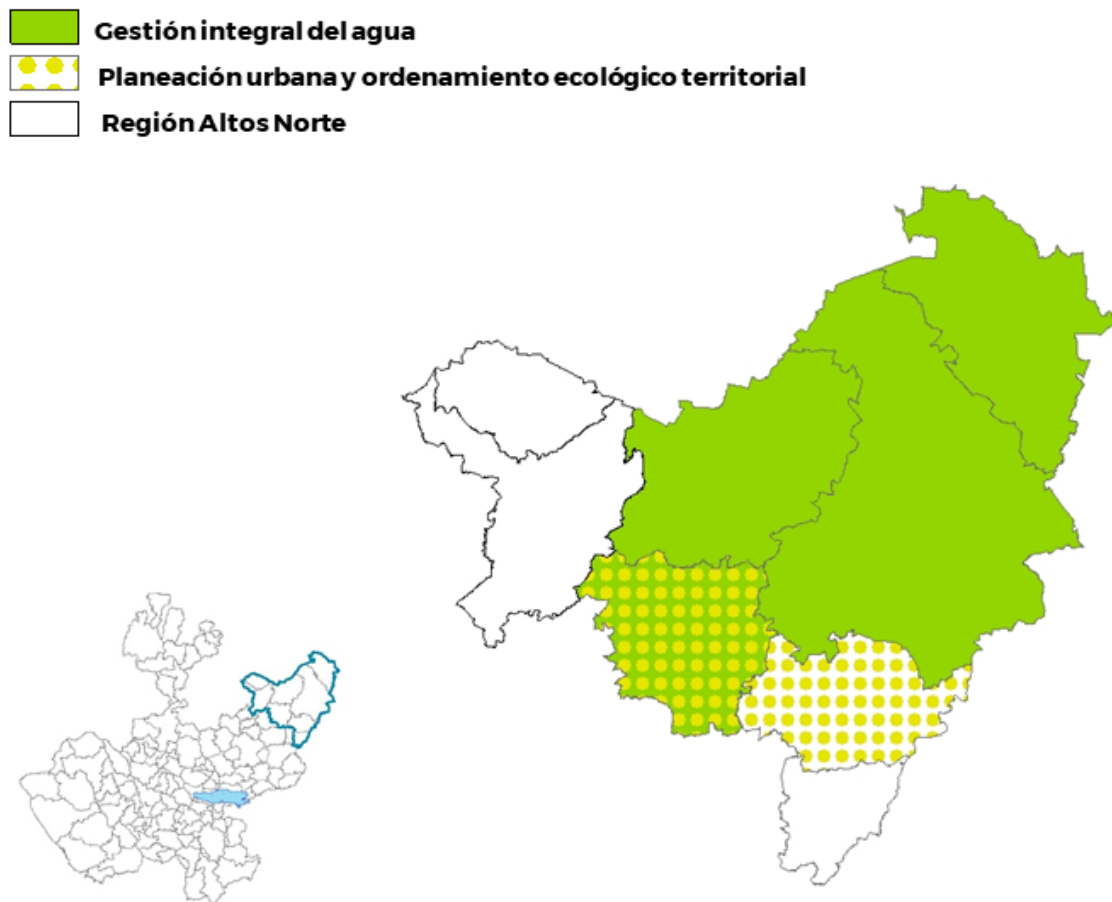 Gestión integral del agua
Planeación urbana y ordenamiento ecológico territorial
Región Altos Norte